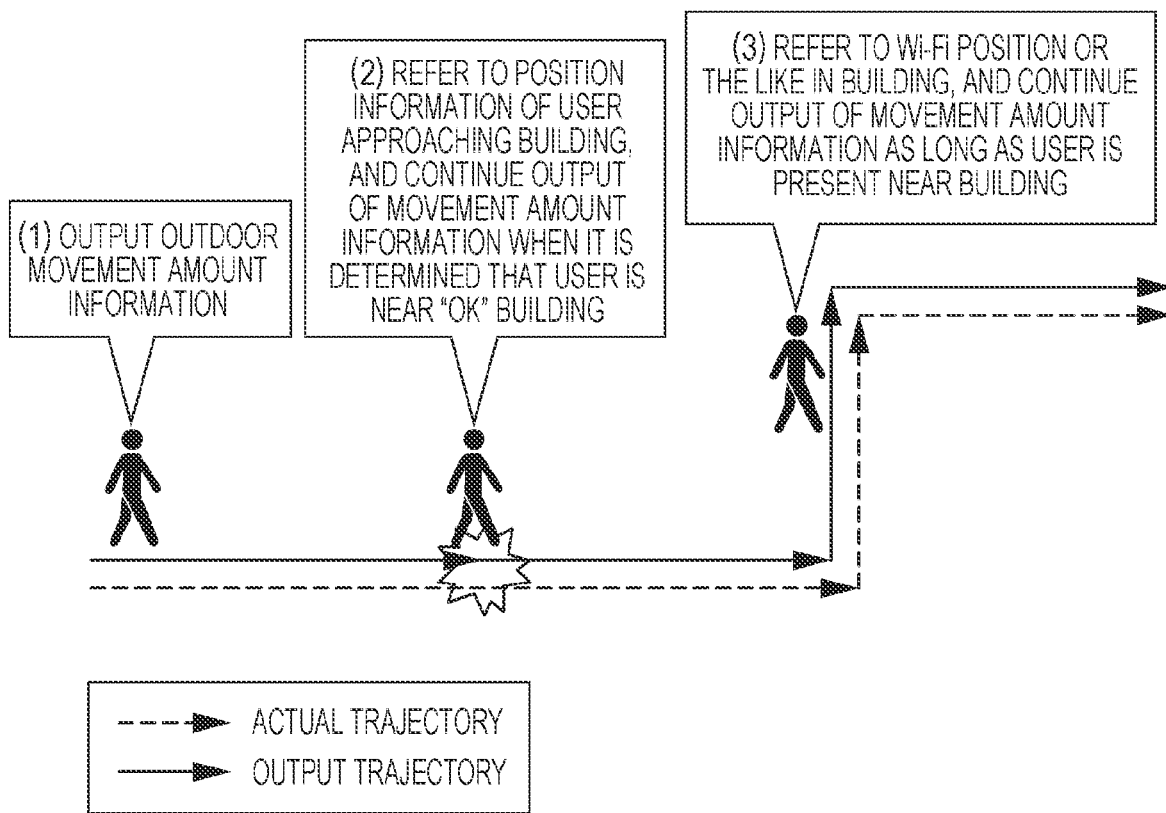 (1) OUTPUT OUTDOOR
MOVEMENT AMOUNT
INFORMATION
(2) REFER TO POSITION
INFORMATION OF USER
APPROACHING BUILDING,
AND CONTINUE OUTPUT
OF MOVEMENT AMOUNT
INFORMATION WHEN IT IS
DETERMINED THAT USER IS
NEAR "OK" BUILDING
(3) REFER TO Wi-Fi POSITION OR
THE LIKE IN BUILDING, AND CONTINUE
OUTPUT OF MOVEMENT AMOUNT
INFORMATION AS LONG AS USER IS
PRESENT NEAR BUILDING
ACTUAL TRAJECTORY
OUTPUT TRAJECTORY